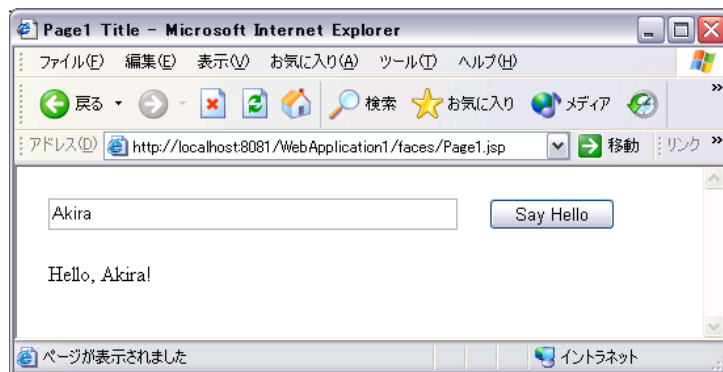 Page1 Title - Microsoft Internet Explorer
ファイル(F) 編集(E) 表示(V) お気に入り(A) ツール(T) ヘルプ(H)
戻る 検索 お気に入り メディア »
アドレス(D) http://localhost:8081/WebApplication1/faces/Page1.jsp 移動 リンク »
Akira Say Hello
Hello, Akira!
ページが表示されました イントラネット